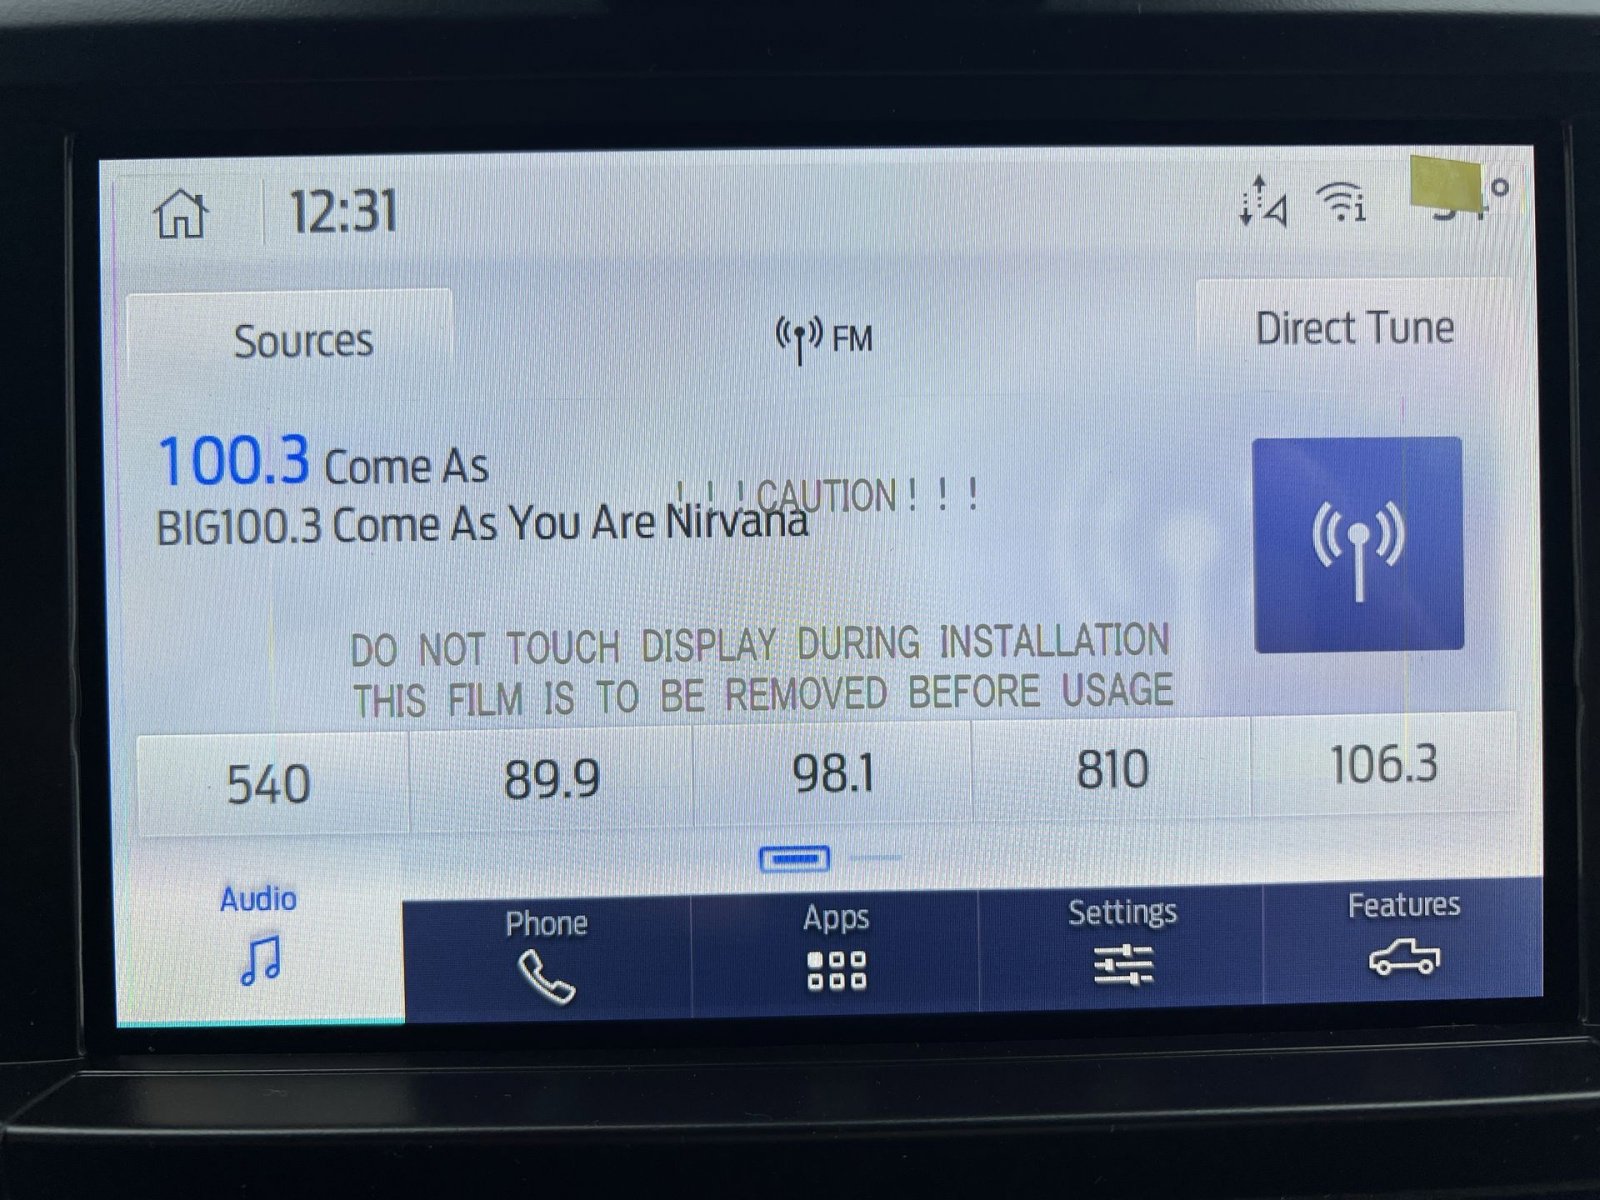 12:31
Sources
FM
Direct Tune
100.3 Come As
! ! ! CAUTION ! ! !
BIG100.3 Come As You Are Nirvana
DO NOT TOUCH DISPLAY DURING INSTALLATION
THIS FILM IS TO BE REMOVED BEFORE USAGE
540 89.9 98.1 810 106.3
Audio Phone Apps Settings Features